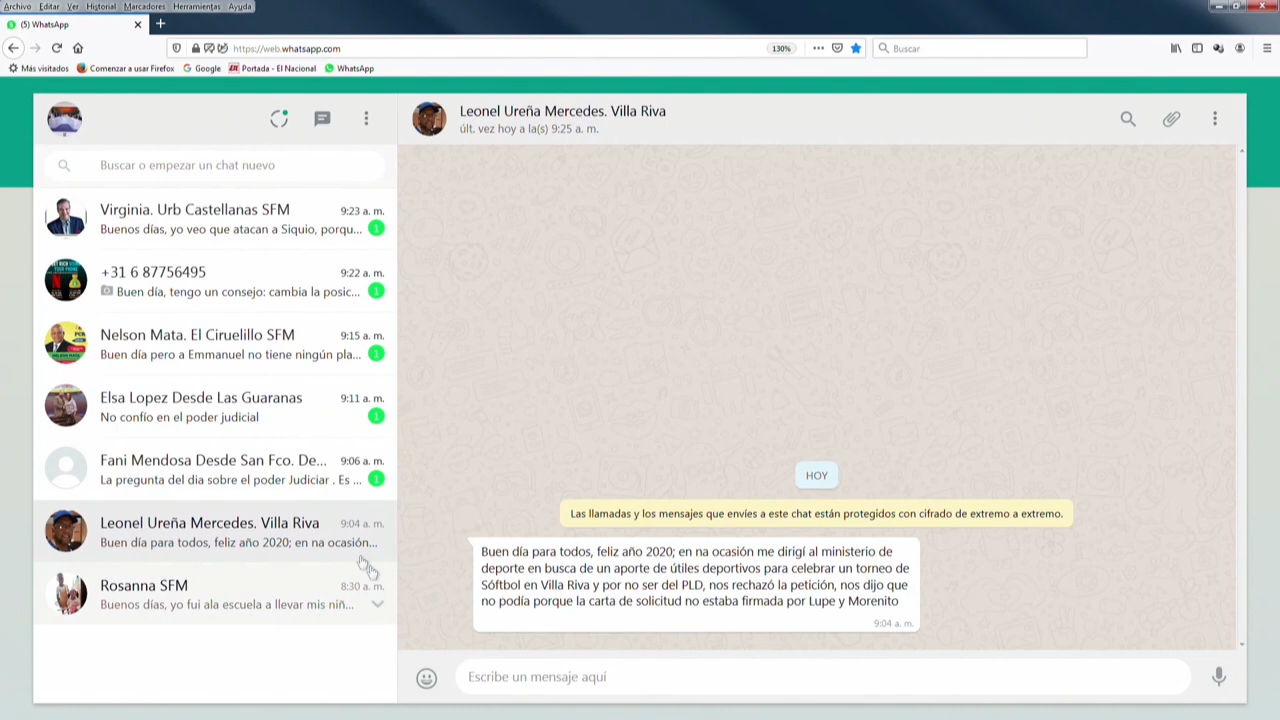 Archivo Editar Ver Historial Marcadores Herramientas Ayuda
(5) WhatsApp
https://web.whatsapp.com
130%
Buscar
Más visitados Comenzar a usar Firefox Google Portada - El Nacional WhatsApp
Leonel Ureña Mercedes. Villa Riva
últ. vez hoy a la(s) 9:25 a. m.
Buscar o empezar un chat nuevo
Virginia. Urb Castellanas SFM 9:23 a. m.
Buenos días, yo veo que atacan a Siquio, porqu... 1
+31 6 87756495 9:22 a. m.
Buen día, tengo un consejo: cambia la posic... 1
Nelson Mata. El Ciruelillo SFM 9:15 a. m.
Buen día pero a Emmanuel no tiene ningún pla... 1
Elsa Lopez Desde Las Guaranas 9:11 a. m.
No confío en el poder judicial 1
Fani Mendosa Desde San Fco. De... 9:06 a. m.
La pregunta del dia sobre el poder Judiciar . Es ... 1
Leonel Ureña Mercedes. Villa Riva 9:04 a. m.
Buen día para todos, feliz año 2020; en na ocasión...
Rosanna SFM 8:30 a. m.
Buenos días, yo fui ala escuela a llevar mis niñ...
HOY
Las llamadas y los mensajes que envíes a este chat están protegidos con cifrado de extremo a extremo.
Buen día para todos, feliz año 2020; en na ocasión me dirigí al ministerio de
deporte en busca de un aporte de útiles deportivos para celebrar un torneo de
Sóftbol en Villa Riva y por no ser del PLD, nos rechazó la petición, nos dijo que
no podía porque la carta de solicitud no estaba firmada por Lupe y Morenito
9:04 a. m.
Escribe un mensaje aquí